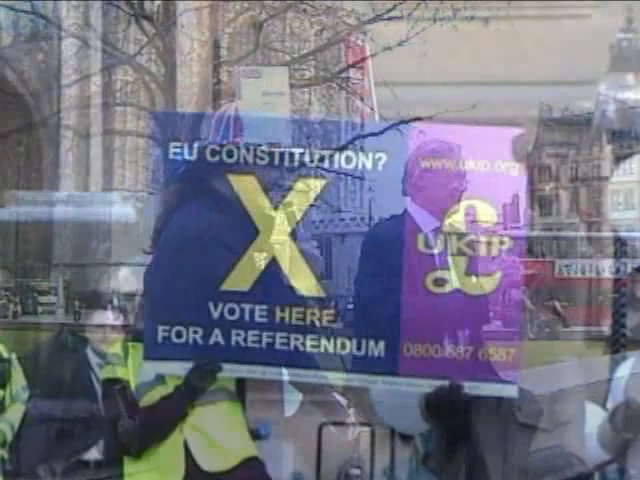 EU CONSTITUTION?
X
VOTE HERE
FOR A REFERENDUM
www.ukip.org
£
UKIP
0800 587 6587